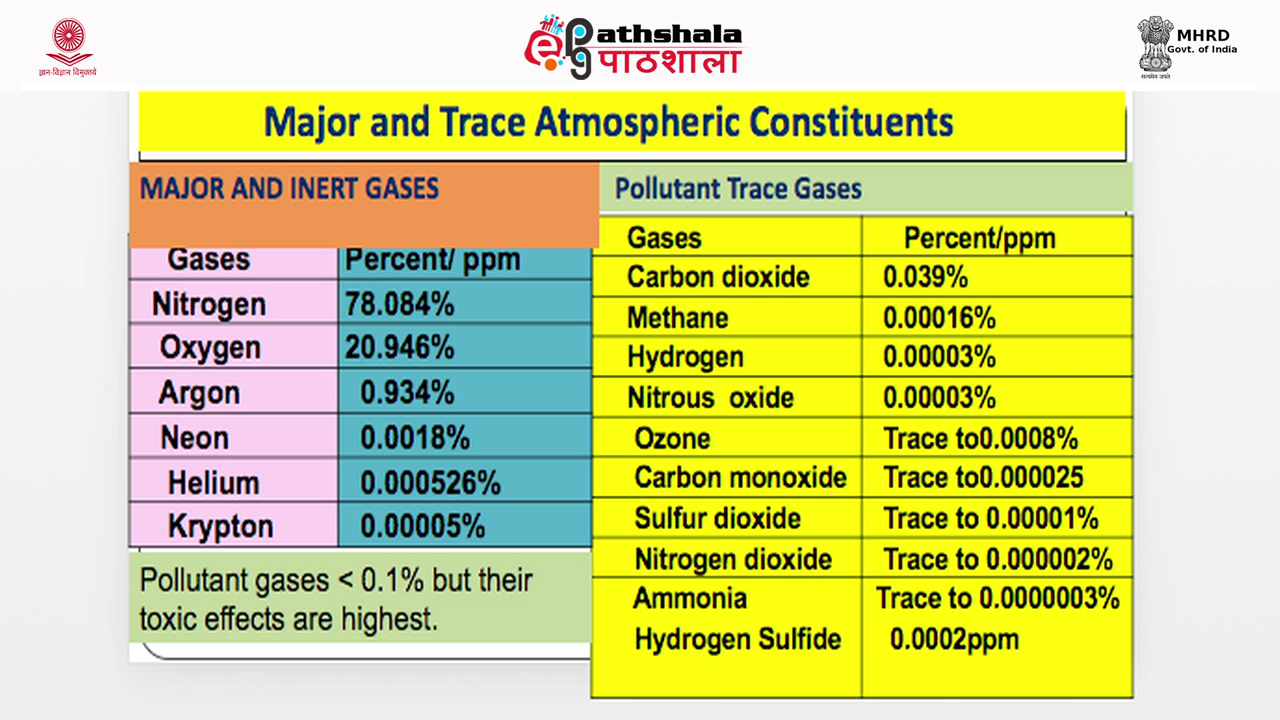 ज्ञान-विज्ञान विमुक्तये
Pathshala
पाठशाला
MHRD
Govt. of India
सत्यमेव जयते
Major and Trace Atmospheric Constituents
MAJOR AND INERT GASES
Gases Percent/ ppm
Nitrogen 78.084%
Oxygen 20.946%
Argon 0.934%
Neon 0.0018%
Helium 0.000526%
Krypton 0.00005%
Pollutant gases < 0.1% but their
toxic effects are highest.
Pollutant Trace Gases
Gases Percent/ppm
Carbon dioxide 0.039%
Methane 0.00016%
Hydrogen 0.00003%
Nitrous oxide 0.00003%
Ozone Trace to0.0008%
Carbon monoxide Trace to0.000025
Sulfur dioxide Trace to 0.00001%
Nitrogen dioxide Trace to 0.000002%
Ammonia Trace to 0.0000003%
Hydrogen Sulfide 0.0002ppm